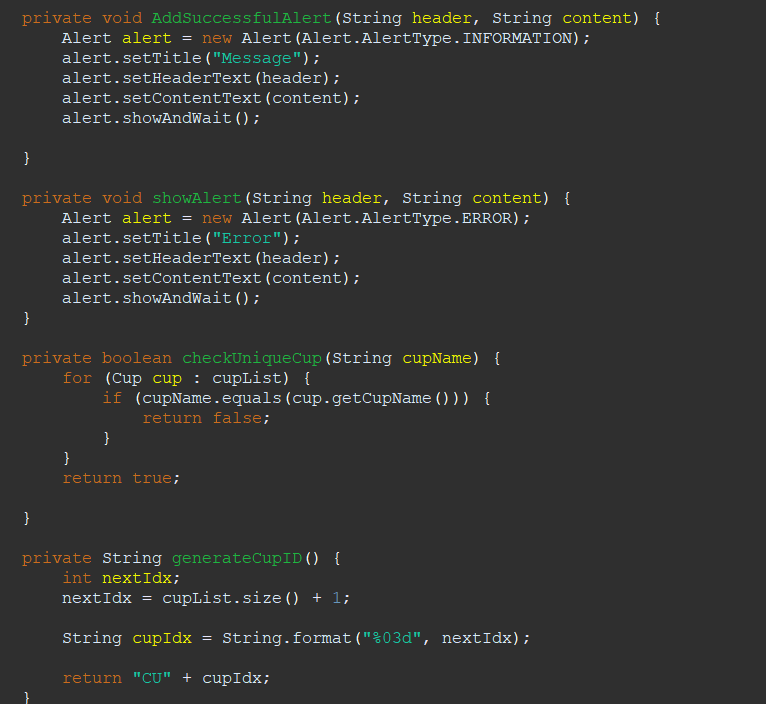 private void AddSuccessfulAlert(String header, String content) {
    Alert alert = new Alert(Alert.AlertType.INFORMATION);
    alert.setTitle("Message");
    alert.setHeaderText(header);
    alert.setContentText(content);
    alert.showAndWait();

}

private void showAlert(String header, String content) {
    Alert alert = new Alert(Alert.AlertType.ERROR);
    alert.setTitle("Error");
    alert.setHeaderText(header);
    alert.setContentText(content);
    alert.showAndWait();
}

private boolean checkUniqueCup(String cupName) {
    for (Cup cup : cupList) {
        if (cupName.equals(cup.getCupName())) {
            return false;
        }
    }
    return true;

}

private String generateCupID() {
    int nextIdx;
    nextIdx = cupList.size() + 1;

    String cupIdx = String.format("%03d", nextIdx);

    return "CU" + cupIdx;
}